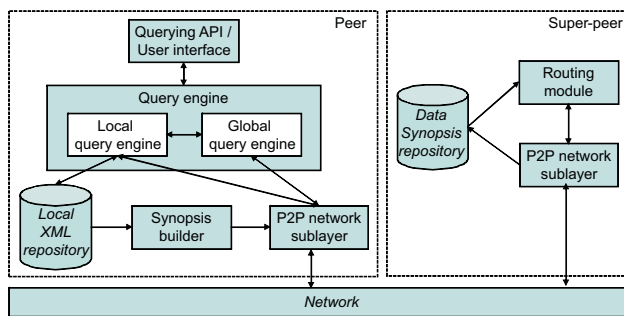 Peer
Querying API /
User interface
Query engine
Local
query engine
Global
query engine
Local
XML
repository
Synopsis
builder
P2P network
sublayer
Super-peer
Routing
module
Data
Synopsis
repository
P2P network
sublayer
Network